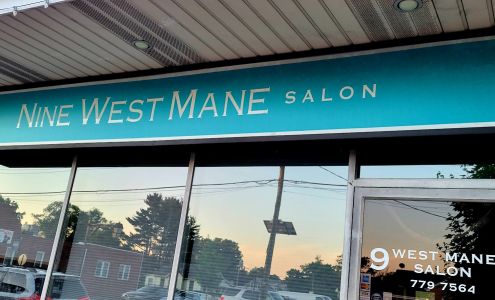 NINE WEST MANE SALON
9 WEST MANE
SALON
779 7564